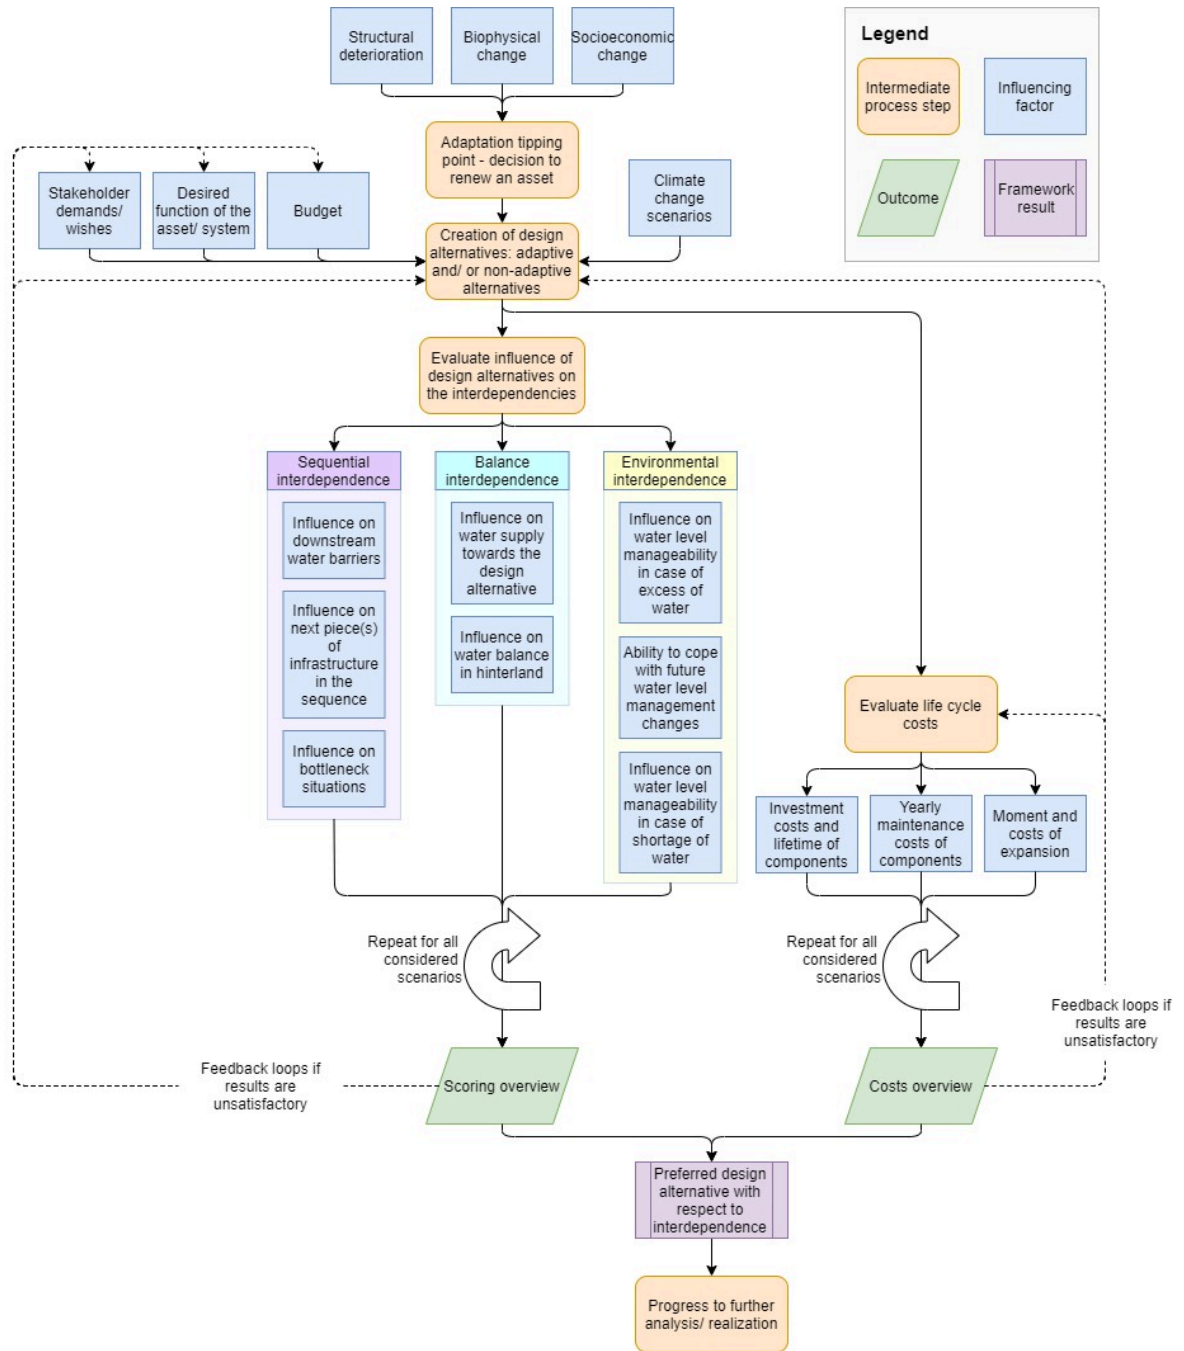 Structural
deterioration
Biophysical
change
Socioeconomic
change
Legend
Intermediate
process step
Influencing
factor
Outcome
Framework
result
Adaptation tipping
point - decision to
renew an asset
Stakeholder
demands/
wishes
Desired
function of the
asset/ system
Budget
Climate
change
scenarios
Creation of design
alternatives: adaptive
and/ or non-adaptive
alternatives
Evaluate influence of
design alternatives on
the interdependencies
Sequential
interdependence
Influence on
downstream
water barriers
Influence on
next piece(s)
of
infrastructure
in the
sequence
Influence on
bottleneck
situations
Balance
interdependence
Influence on
water supply
towards the
design
alternative
Influence on
water balance
in hinterland
Environmental
interdependence
Influence on
water level
manageability
in case of
excess of
water
Ability to cope
with future
water level
management
changes
Influence on
water level
manageability
in case of
shortage of
water
Evaluate life cycle
costs
Investment
costs and
lifetime of
components
Yearly
maintenance
costs of
components
Moment and
costs of
expansion
Repeat for all
considered
scenarios
Repeat for all
considered
scenarios
Feedback loops if
results are
unsatisfactory
Feedback loops if
results are
unsatisfactory
Scoring overview
Costs overview
Preferred design
alternative with
respect to
interdependence
Progress to further
analysis/ realization